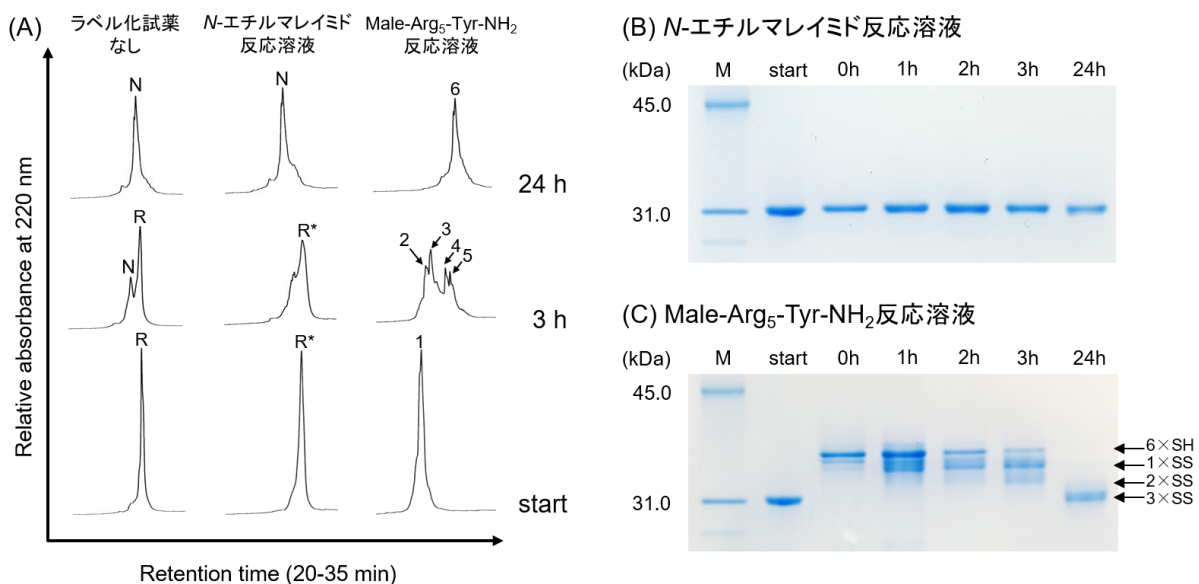 (A)
ラベル化試薬
なし
N-エチルマレイミド
反応溶液
Male-Arg5-Tyr-NH2
反応溶液
N
N
6
24 h
N
R
R*
2
3
4
5
3 h
R
R*
1
start
Relative absorbance at 220 nm
Retention time (20-35 min)
(B) N-エチルマレイミド反応溶液
(kDa) M start 0h 1h 2h 3h 24h
45.0
31.0
(C) Male-Arg5-Tyr-NH2反応溶液
(kDa) M start 0h 1h 2h 3h 24h
45.0
6×SH
1×SS
2×SS
31.0
3×SS